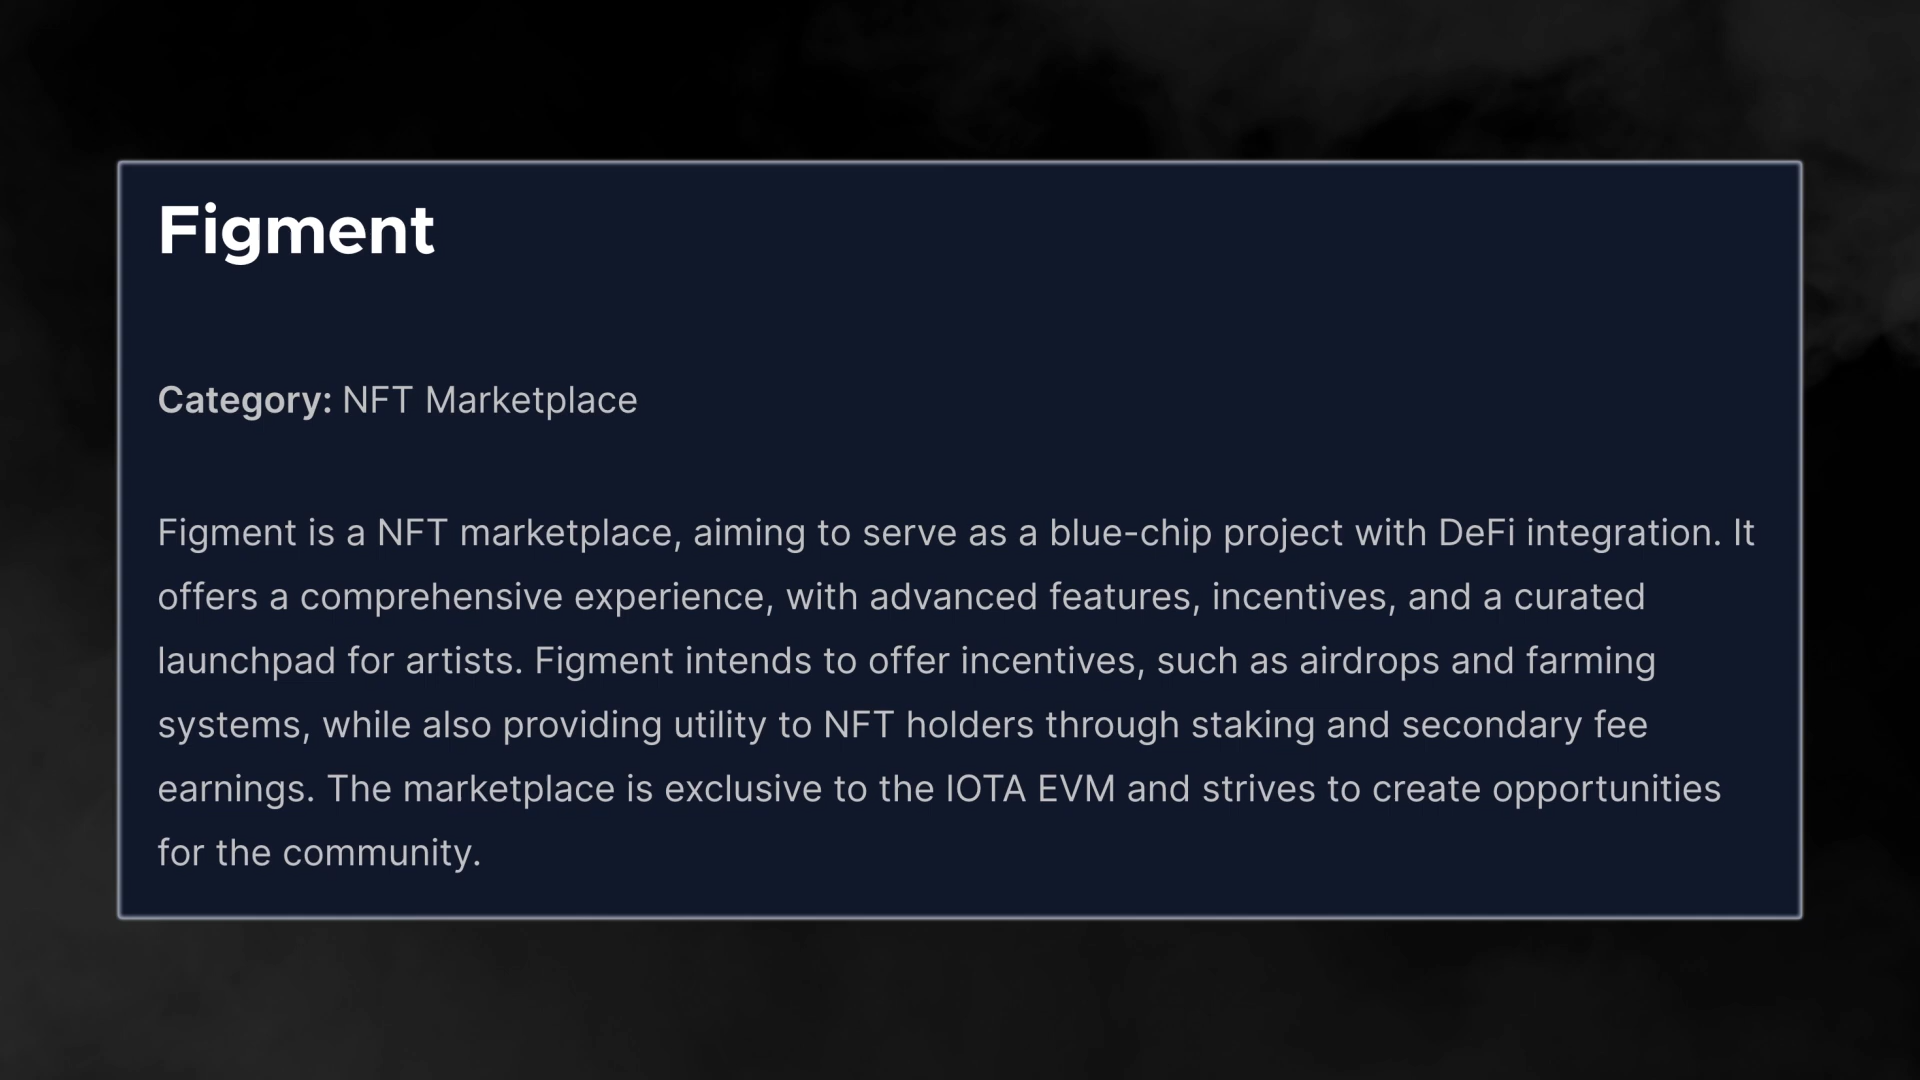 Figment
Category: NFT Marketplace
Figment is a NFT marketplace, aiming to serve as a blue-chip project with DeFi integration. It
offers a comprehensive experience, with advanced features, incentives, and a curated
launchpad for artists. Figment intends to offer incentives, such as airdrops and farming
systems, while also providing utility to NFT holders through staking and secondary fee
earnings. The marketplace is exclusive to the IOTA EVM and strives to create opportunities
for the community.